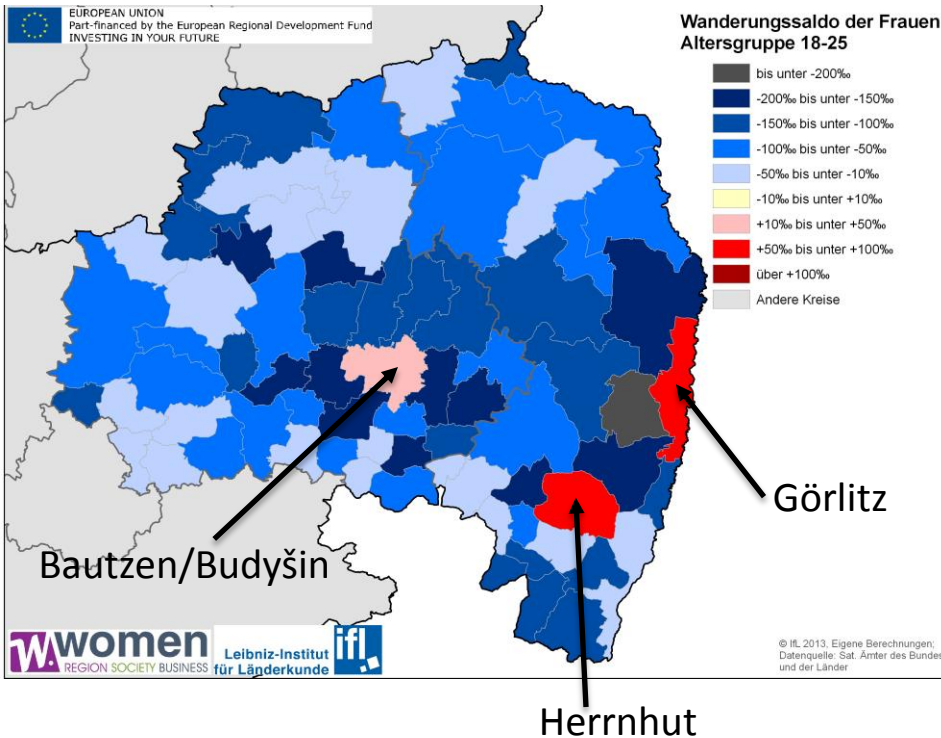 EUROPEAN UNION
Part-financed by the European Regional Development Fund
INVESTING IN YOUR FUTURE
Wanderungssaldo der Frauen
Altersgruppe 18-25
bis unter -200‰
-200‰ bis unter -150‰
-150‰ bis unter -100‰
-100‰ bis unter -50‰
-50‰ bis unter -10‰
-10‰ bis unter +10‰
+10‰ bis unter +50‰
+50‰ bis unter +100‰
über +100‰
Andere Kreise
Görlitz
Bautzen/Budyšin
W. women
REGION SOCIETY BUSINESS
Leibniz-Institut
für Länderkunde
ifl
© IfL 2013, Eigene Berechnungen;
Datenquelle: Sat. Ämter des Bundes
und der Länder
Herrnhut